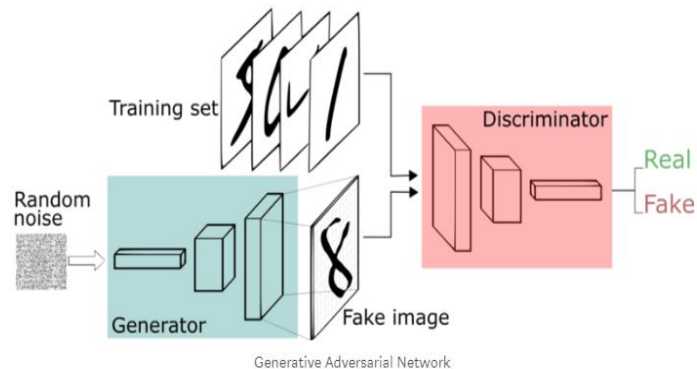 Training set
Discriminator
Real
Fake
Random
noise
Generator
Fake image
Generative Adversarial Network